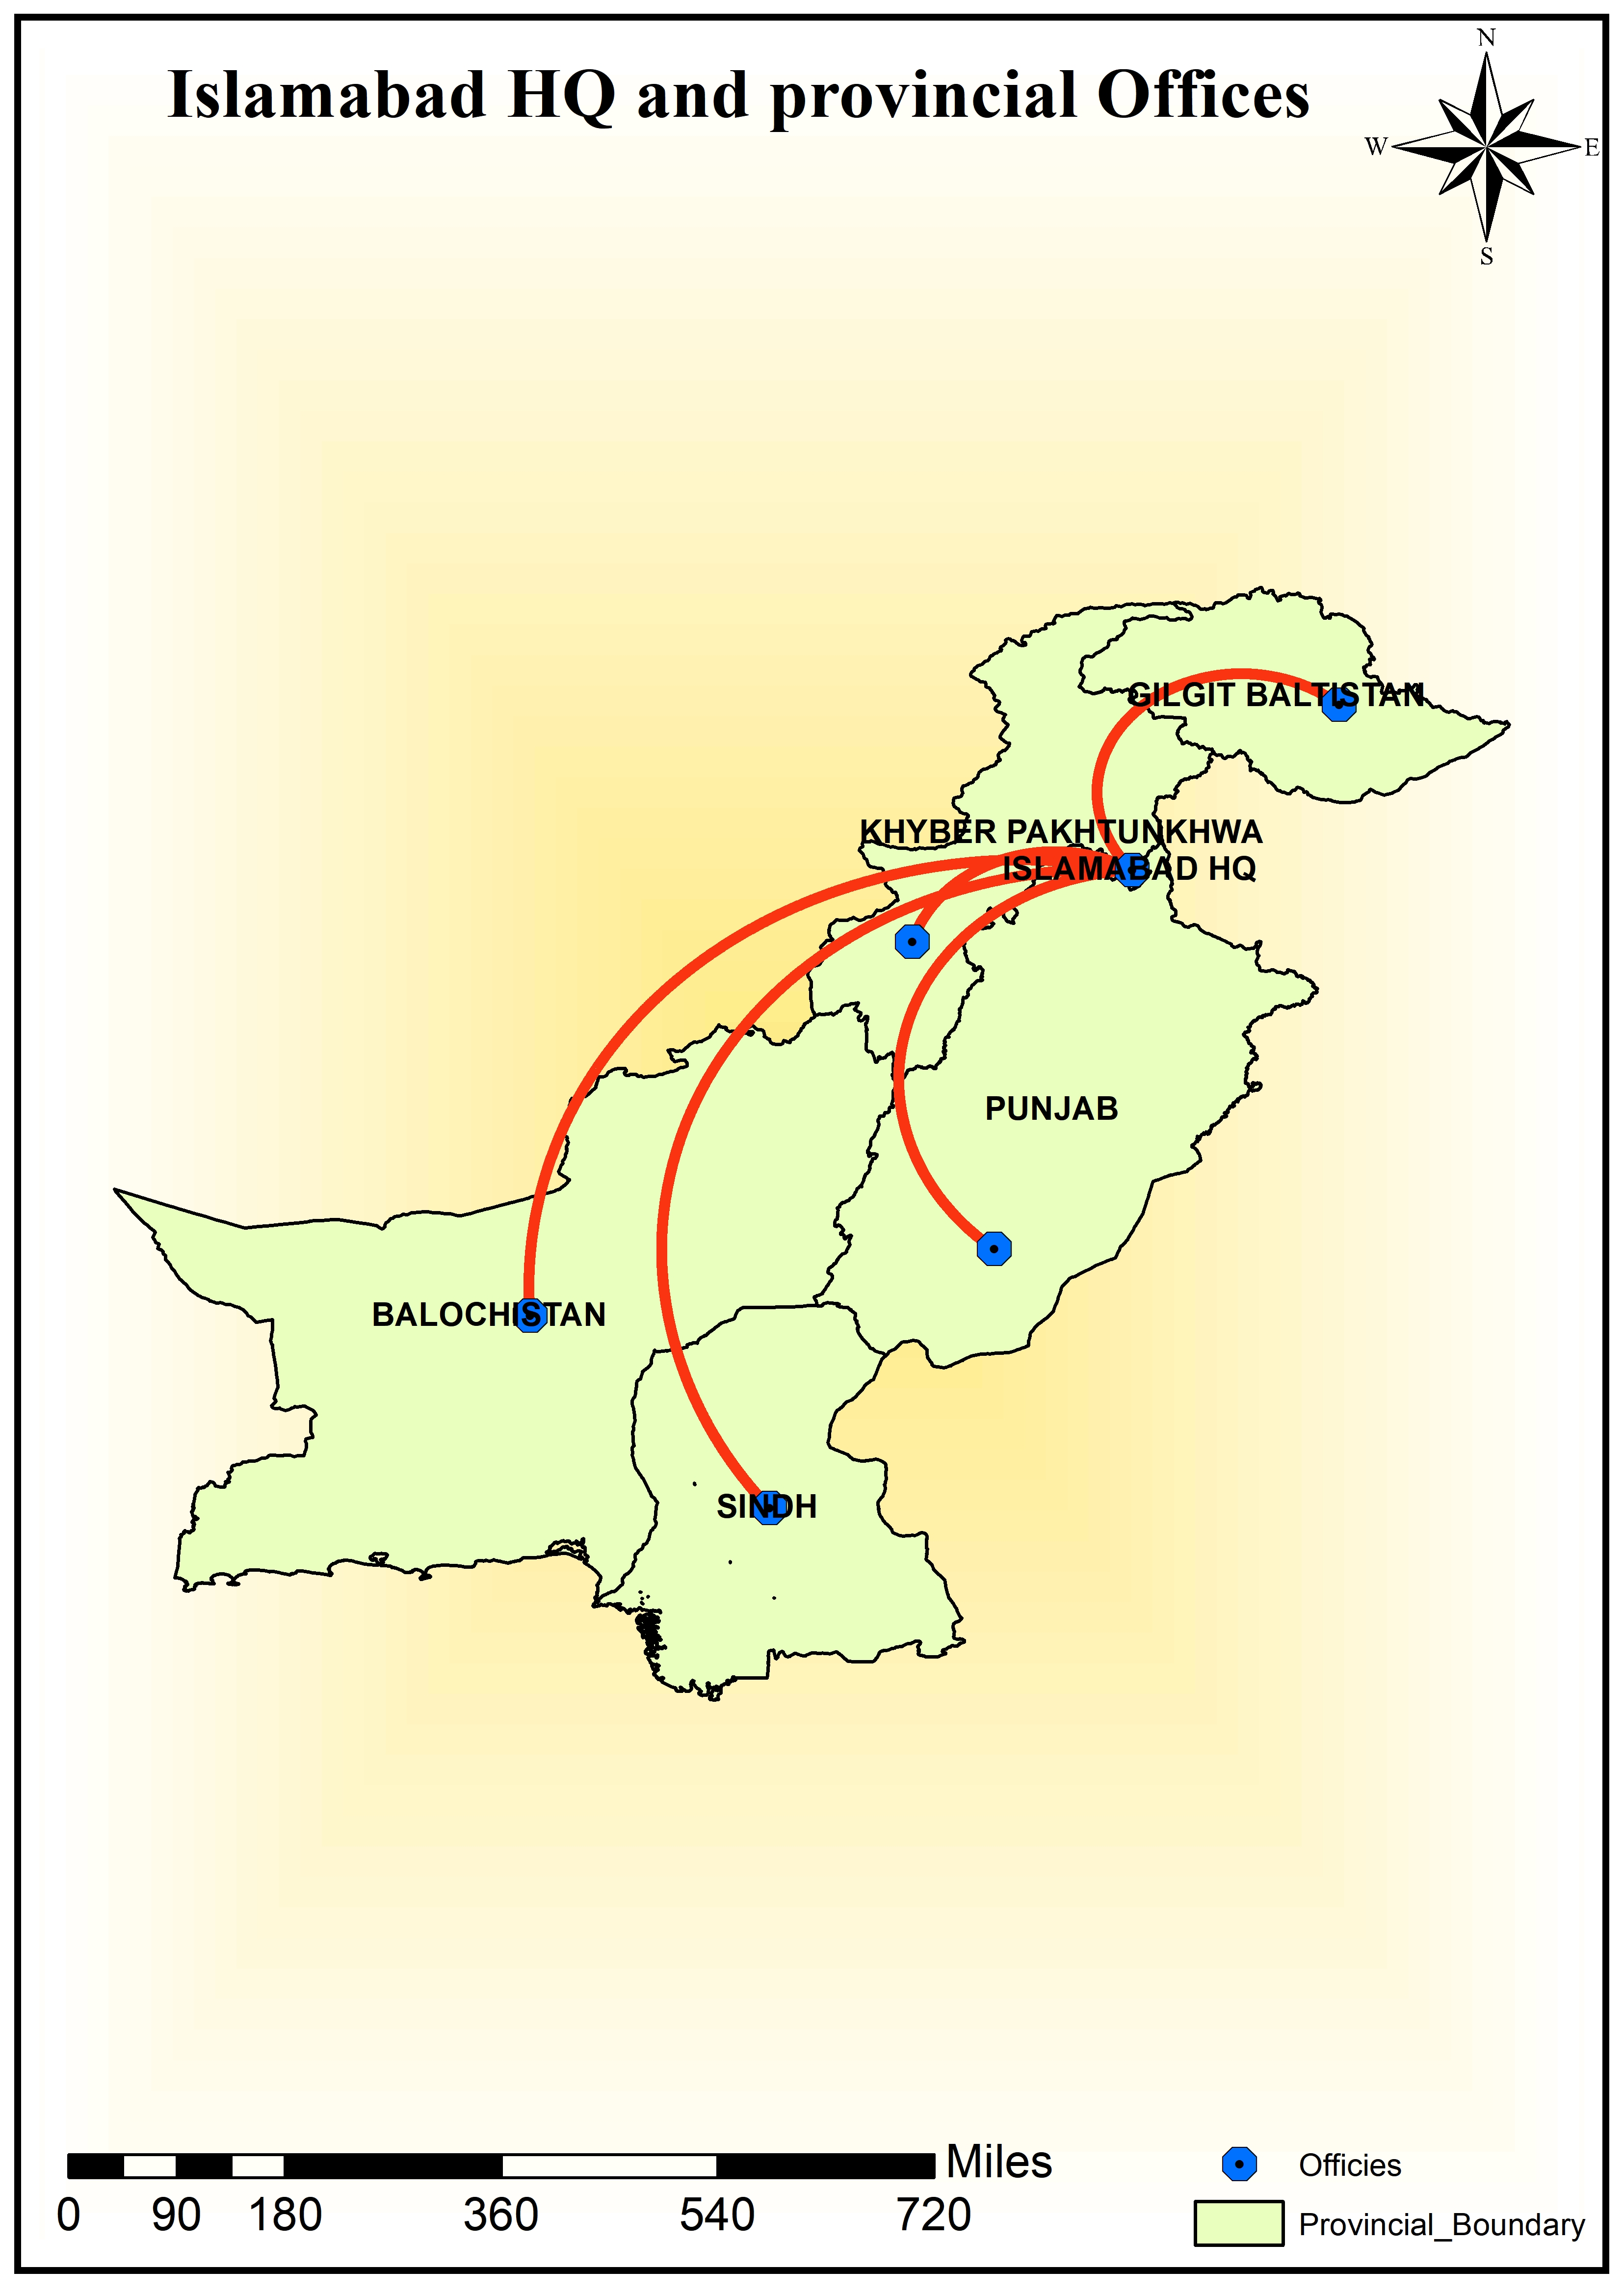 N
Islamabad HQ and provincial Offices
W E
S
GILGIT BALTISTAN
KHYBER PAKHTUNKHWA
ISLAMABAD HQ
PUNJAB
BALOCHISTAN
SINDH
Miles
0 90 180 360 540 720
Officies
Provincial_Boundary